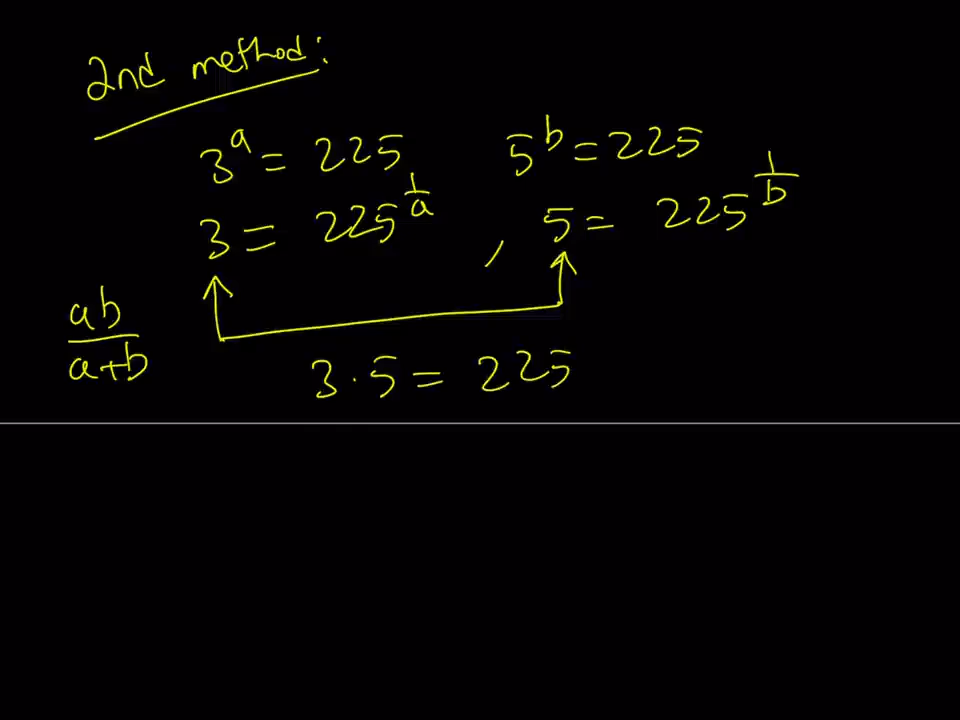 2nd method:
3^a = 225   5^b = 225
3 = 225^(1/a) , 5 = 225^(1/b)
ab/(a+b)
3·5 = 225